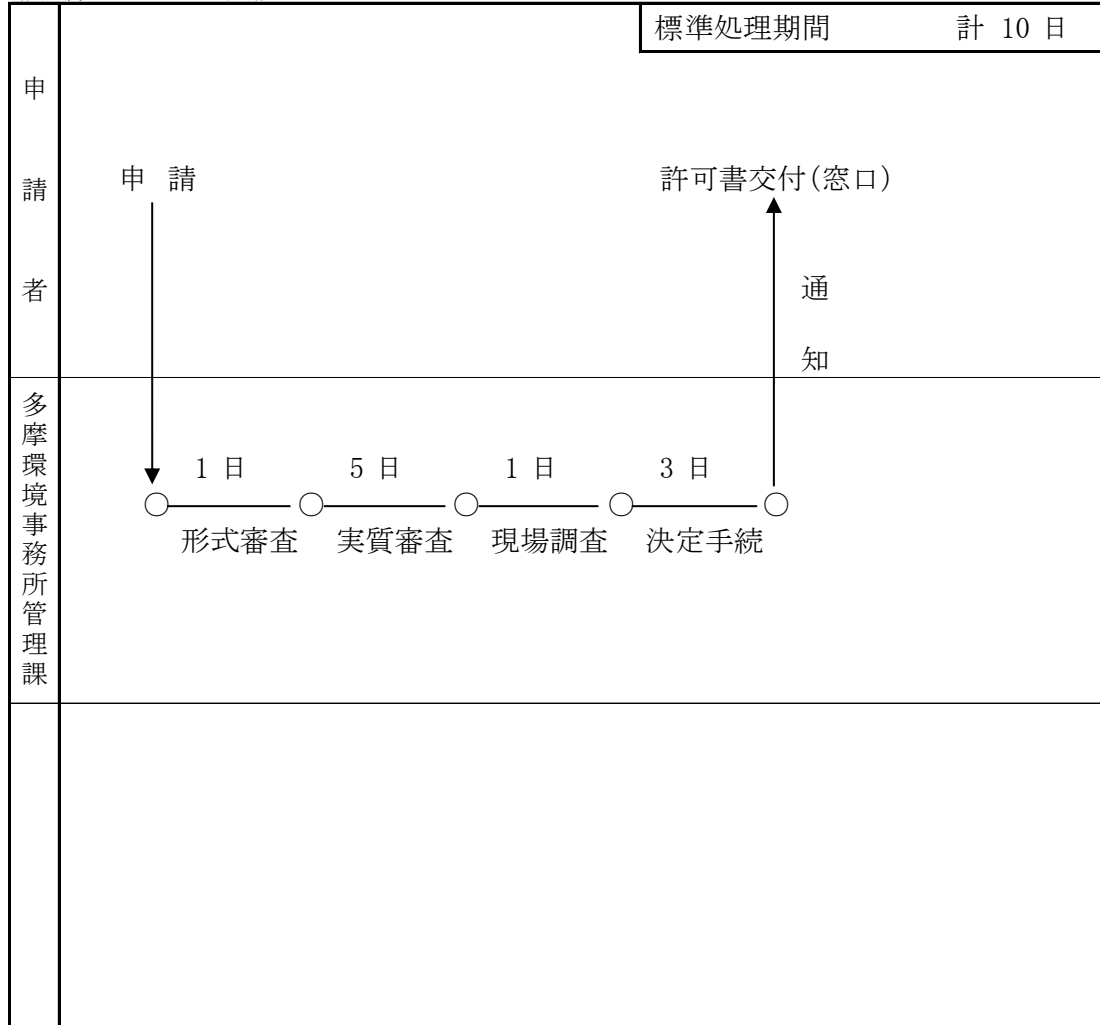 標準処理期間 計 10 日
申請者
申 請
許可書交付(窓口)
通知
多摩環境事務所管理課
1 日 5 日 1 日 3 日
形式審査 実質審査 現場調査 決定手続